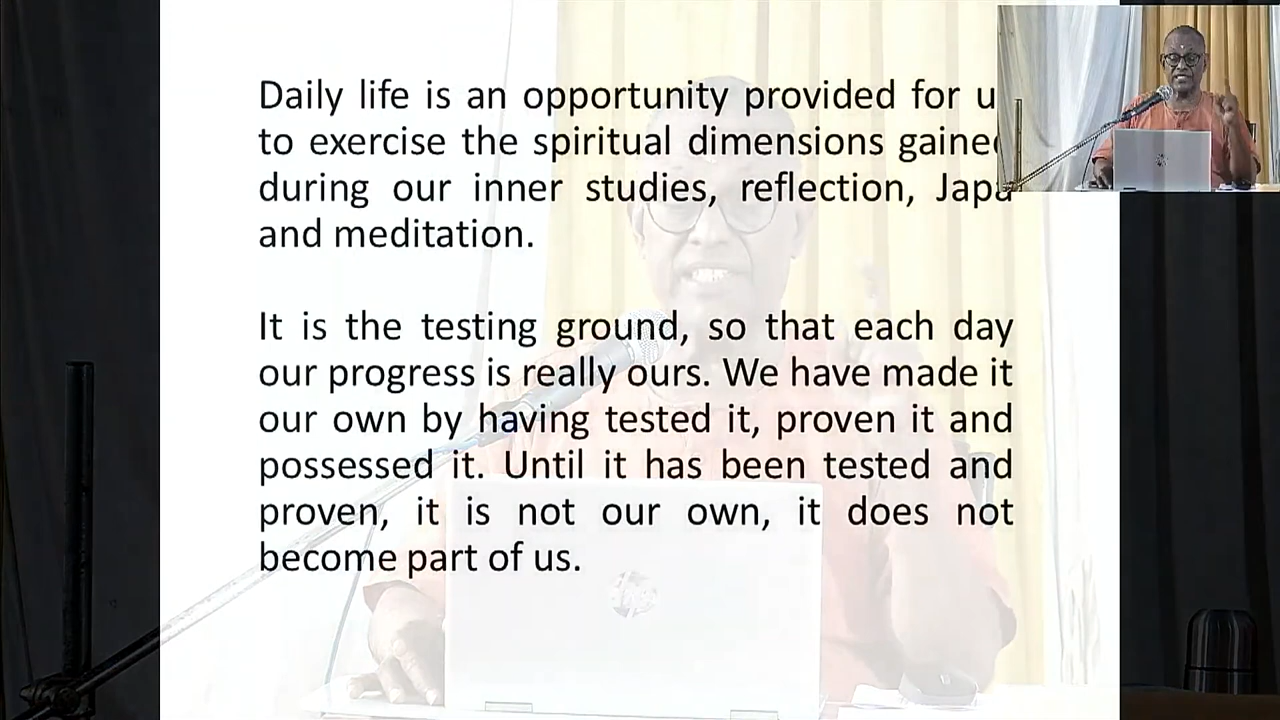 Daily life is an opportunity provided for u
to exercise the spiritual dimensions gained
during our inner studies, reflection, Japa
and meditation.
It is the testing ground, so that each day
our progress is really ours. We have made it
our own by having tested it, proven it and
possessed it. Until it has been tested and
proven, it is not our own, it does not
become part of us.